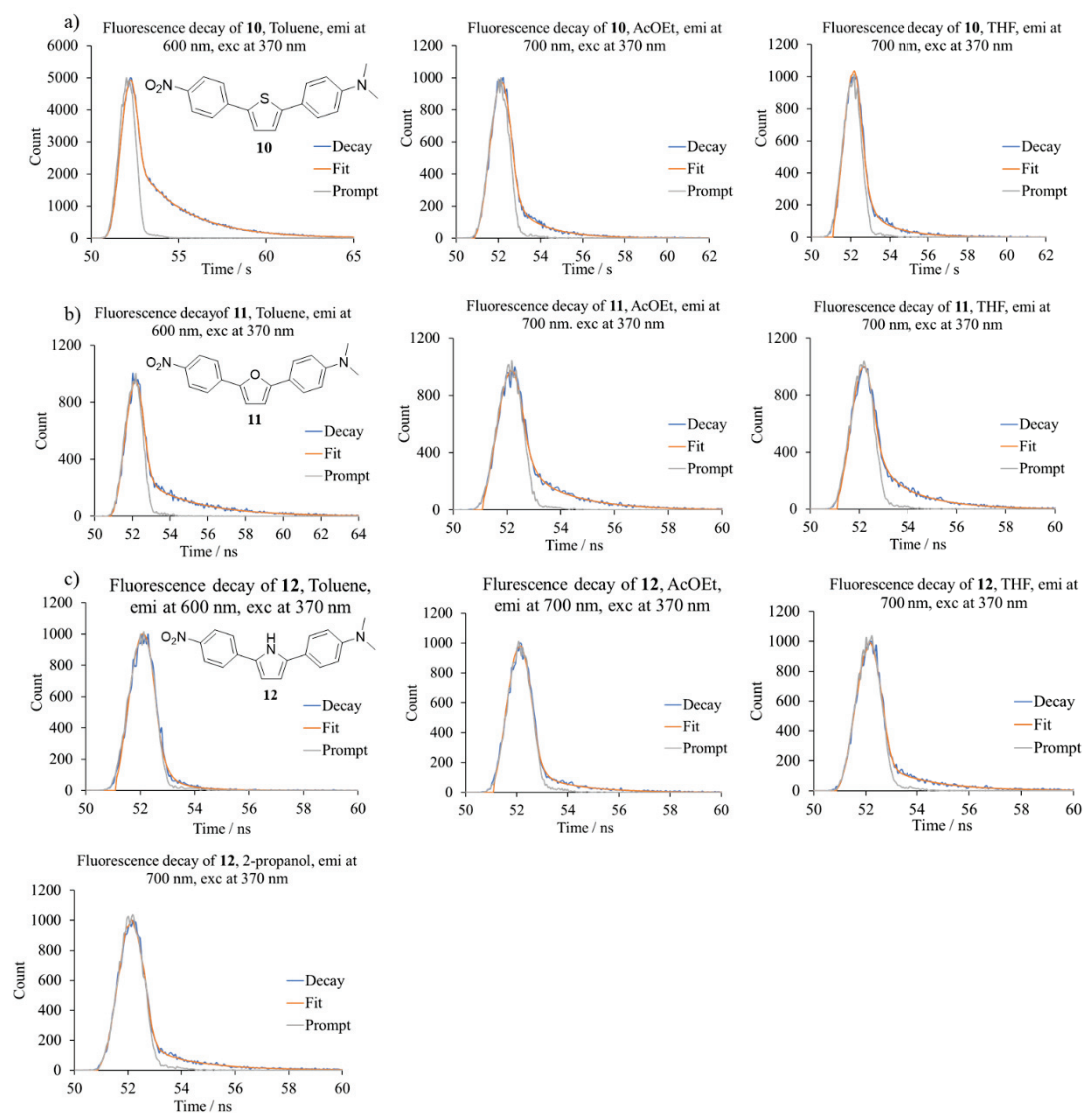 a)
Fluorescence decay of 10, Toluene, emi at
600 nm, exc at 370 nm
6000
5000
4000
3000
2000
1000
0
Count
O2N
S
N
10
Decay
Fit
Prompt
50 55 60 65
Time / s
Fluorescence decay of 10, AcOEt, emi at
700 nm, exc at 370 nm
1200
1000
800
600
400
200
0
Count
Decay
Fit
Prompt
50 52 54 56 58 60 62
Time / s
Fluorescence decay of 10, THF, emi at
700 nm, exc at 370 nm
1200
1000
800
600
400
200
0
Count
Decay
Fit
Prompt
50 52 54 56 58 60 62
Time / s
b)
Fluorescence decayof 11, Toluene, emi at
600 nm, exc at 370 nm
1200
800
400
0
Count
O2N
O
N
11
Decay
Fit
Prompt
50 52 54 56 58 60 62 64
Time / ns
Fluorescence decay of 11, AcOEt, emi at
700 nm. exc at 370 nm
1200
1000
800
600
400
200
0
Count
Decay
Fit
Prompt
50 52 54 56 58 60
Time / ns
Fluorescence decay of 11, THF, emi at
700 nm, exc at 370 nm
1200
1000
800
600
400
200
0
Count
Decay
Fit
Prompt
50 52 54 56 58 60
Time / ns
c)
Fluorescence decay of 12, Toluene,
emi at 600 nm, exc at 370 nm
1200
1000
800
600
400
200
0
Count
O2N
NH
N
12
Decay
Fit
Prompt
50 52 54 56 58 60
Time / ns
Flurescence decay of 12, AcOEt,
emi at 700 nm, exc at 370 nm
1200
1000
800
600
400
200
0
Count
Decay
Fit
Prompt
50 52 54 56 58 60
Time / ns
Fluorescence decay of 12, THF, emi at
700 nm, exc at 370 nm
1200
1000
800
600
400
200
0
Count
Decay
Fit
Prompt
50 52 54 56 58 60
Time / ns
Fluorescence decay of 12, 2-propanol, emi at
700 nm, exc at 370 nm
1200
1000
800
600
400
200
0
Count
Decay
Fit
Prompt
50 52 54 56 58 60
Time / ns